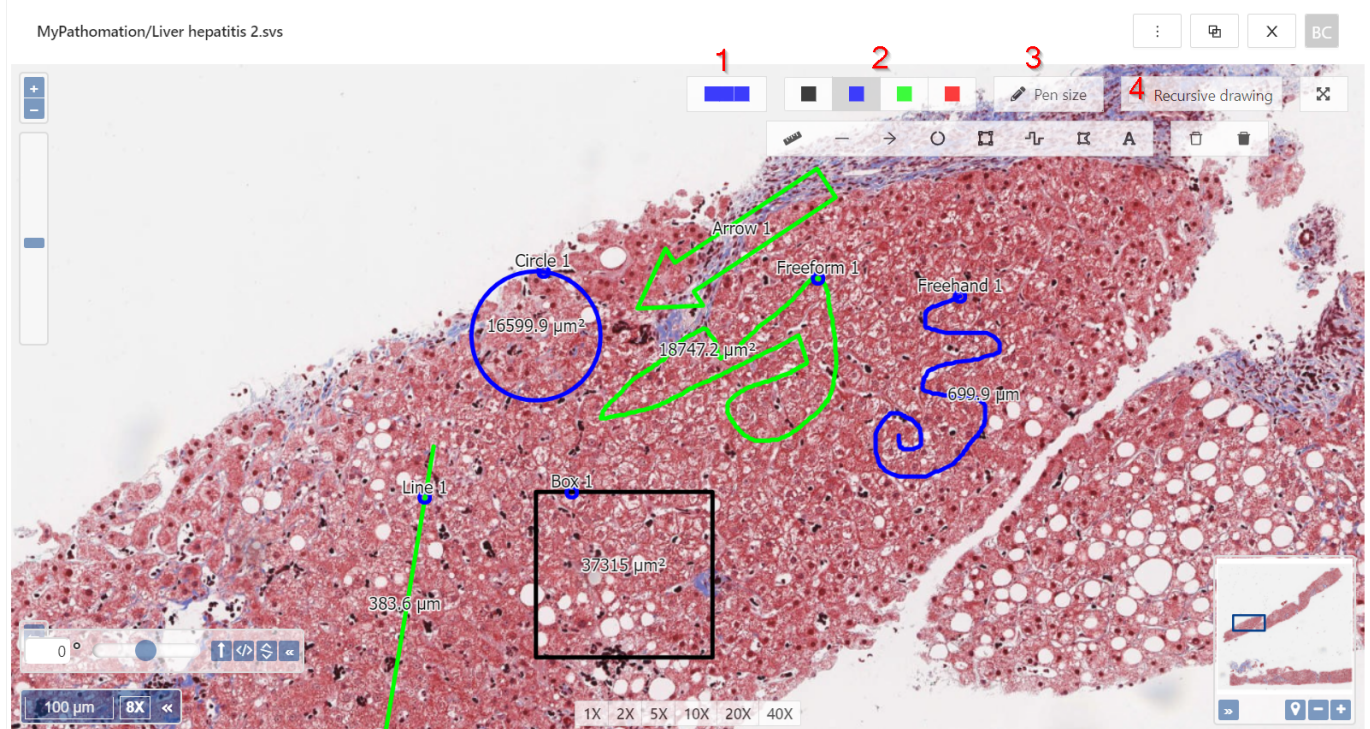 MyPathomation/Liver hepatitis 2.svs
BC
1
2
3
4
Pen size
Recursive drawing
A
Arrow 1
Circle 1
Freeform 1
Freehand 1
16599.9 µm²
18747.2 µm²
699.9 µm
Line 1
Box 1
37315 µm²
383.6 µm
0 °
100 µm
8X
1X 2X 5X 10X 20X 40X